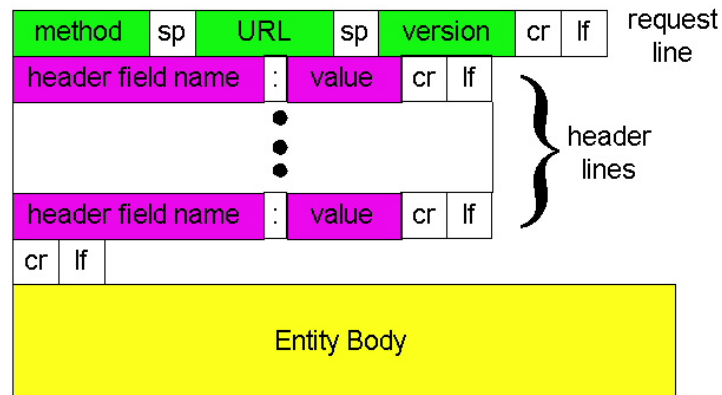 method sp URL sp version cr lf request line
header field name : value cr lf
header lines
header field name : value cr lf
cr lf
Entity Body